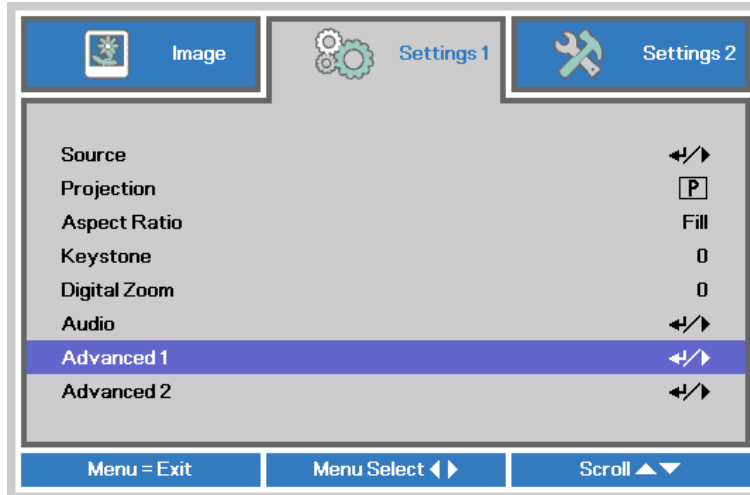 Image Settings 1 Settings 2
Source ↵/▶
Projection P
Aspect Ratio Fill
Keystone 0
Digital Zoom 0
Audio ↵/▶
Advanced 1 ↵/▶
Advanced 2 ↵/▶
Menu = Exit Menu Select ◀▶ Scroll ▲▼